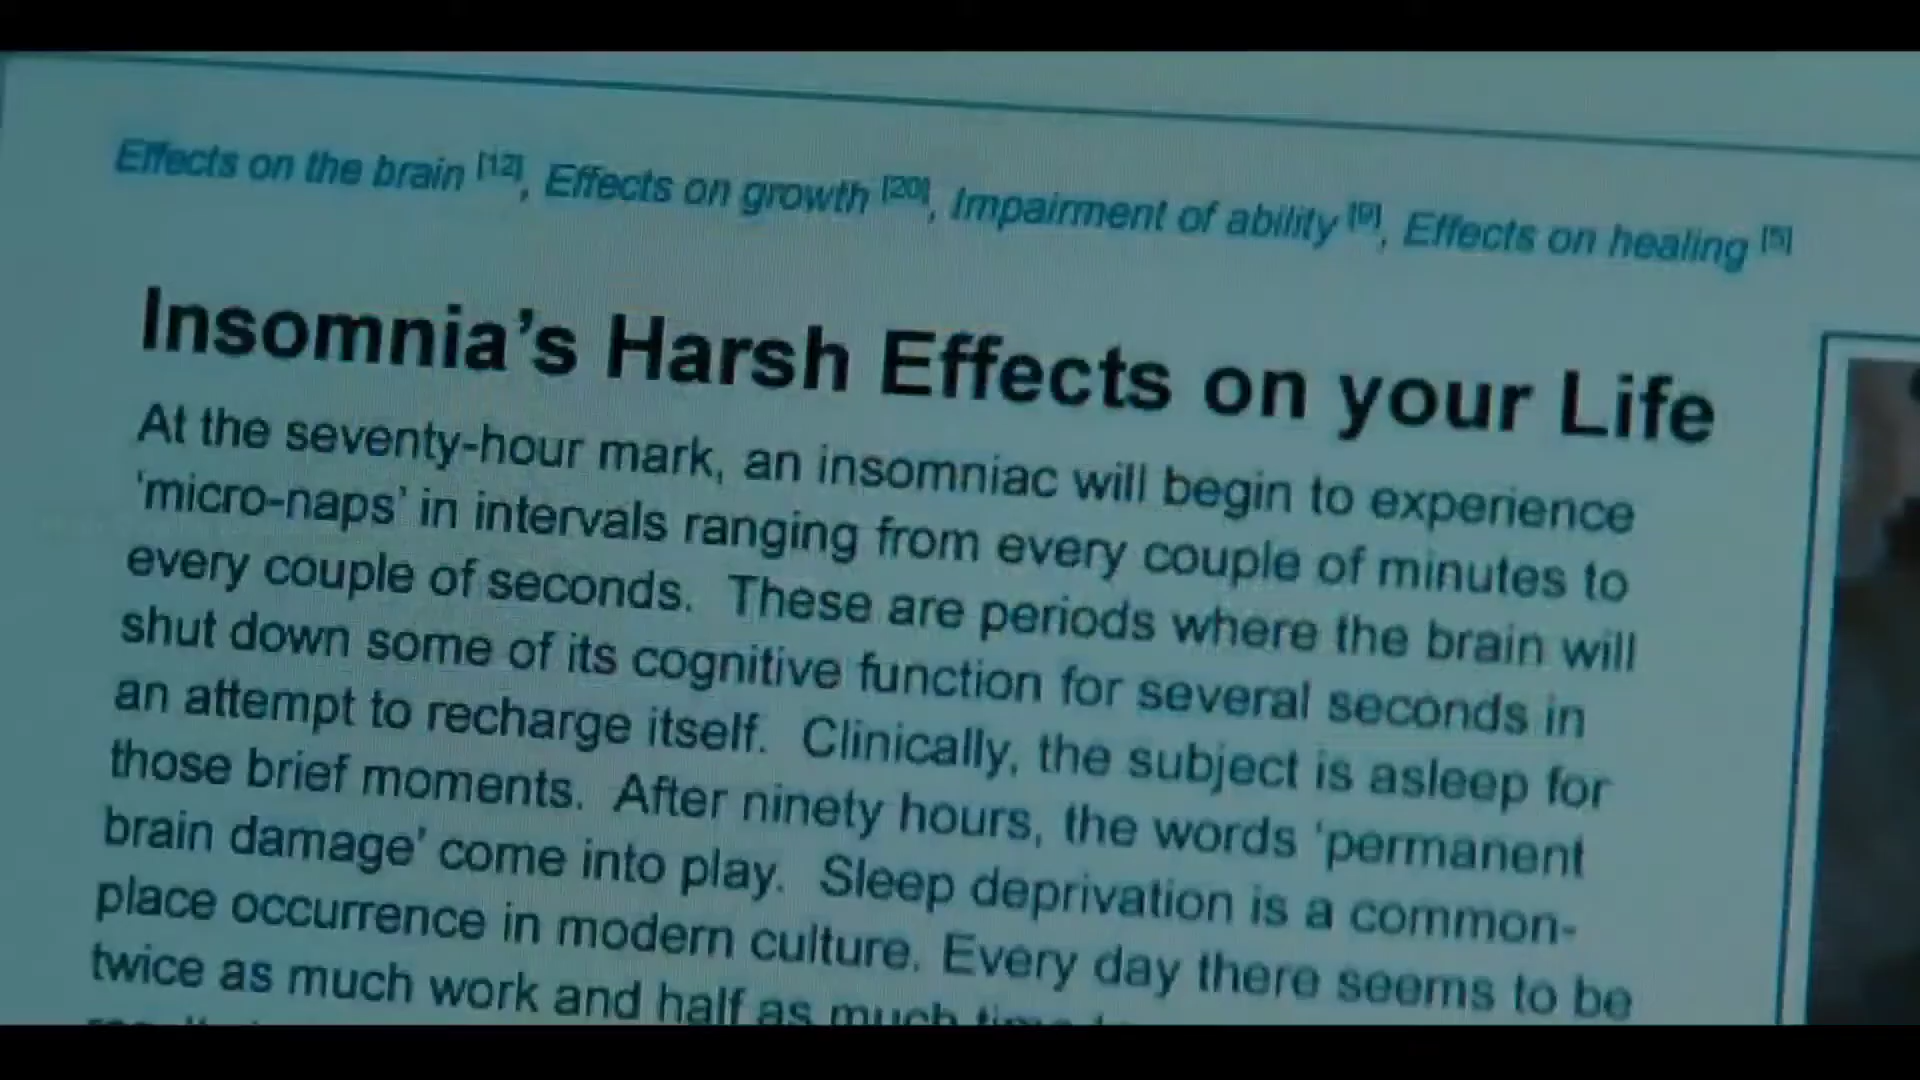 Effects on the brain [12], Effects on growth [20], Impairment of ability [9], Effects on healing [5]
Insomnia's Harsh Effects on your Life
At the seventy-hour mark, an insomniac will begin to experience
'micro-naps' in intervals ranging from every couple of minutes to
every couple of seconds. These are periods where the brain will
shut down some of its cognitive function for several seconds in
an attempt to recharge itself. Clinically, the subject is asleep for
those brief moments. After ninety hours, the words 'permanent
brain damage' come into play. Sleep deprivation is a common-
place occurrence in modern culture. Every day there seems to be
twice as much work and half as much time